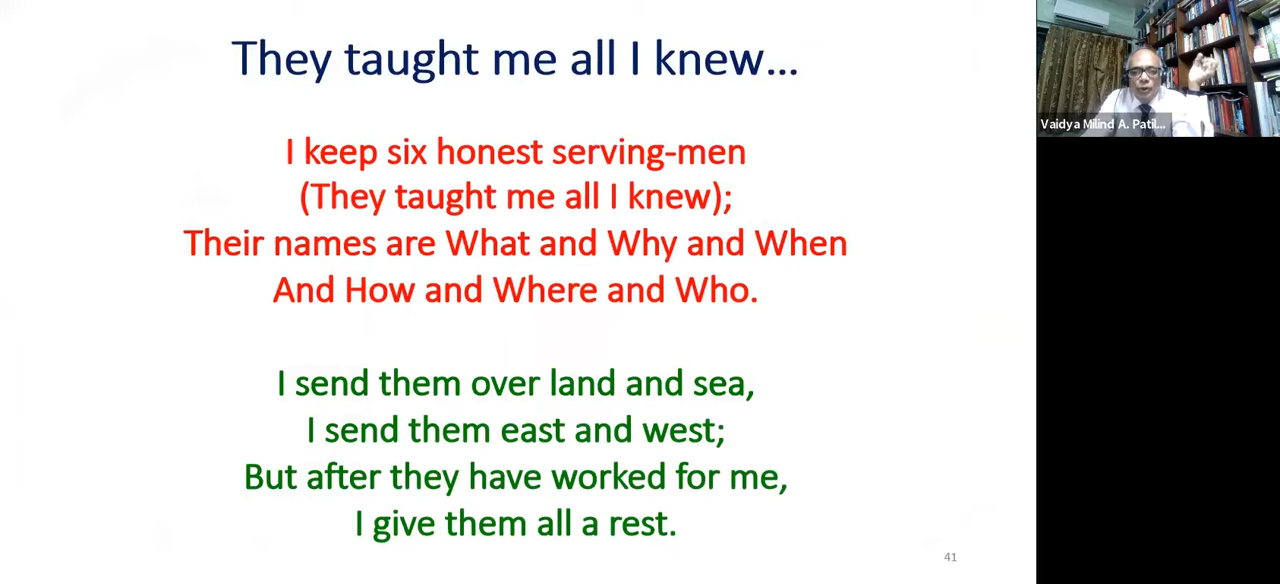 They taught me all I knew...
I keep six honest serving-men
(They taught me all I knew);
Their names are What and Why and When
And How and Where and Who.
I send them over land and sea,
I send them east and west;
But after they have worked for me,
I give them all a rest.
41
Vaidya Milind A. Patil...